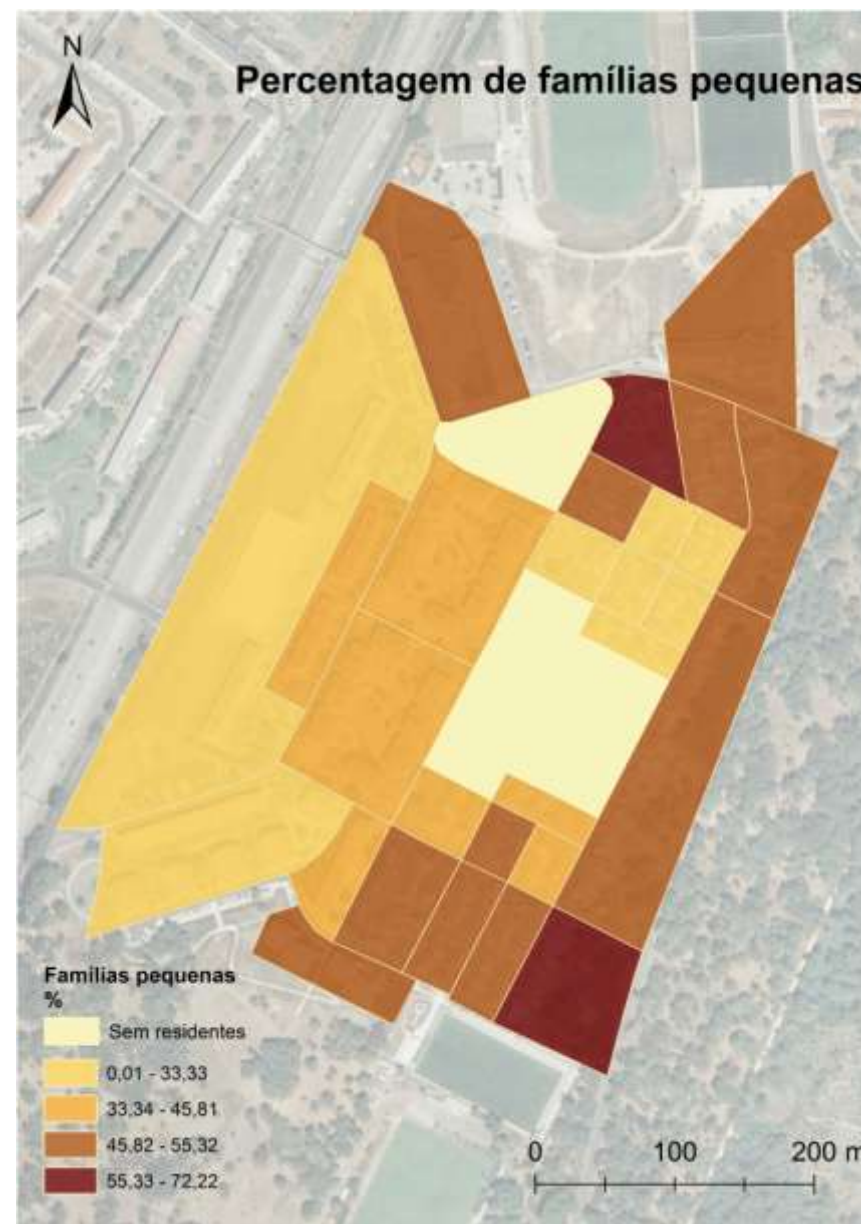 N
Percentagem de famílias pequenas
Famílias pequenas
%
Sem residentes
0,01 - 33,33
33,34 - 45,81
45,82 - 55,32
55,33 - 72,22
0 100 200 m